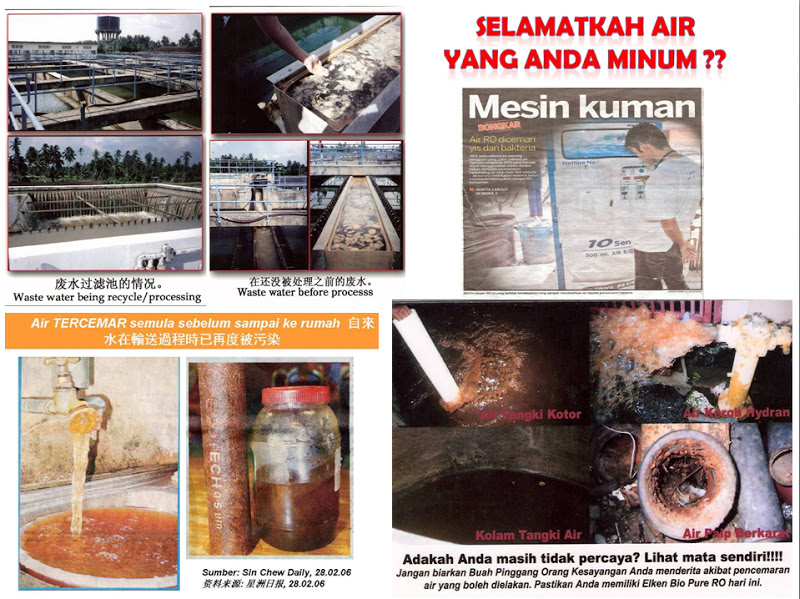 SELAMATKAH AIR
YANG ANDA MINUM ??
废水过滤池的情况。
Waste water being recycle/processing
在还没被处理之前的废水。
Waste water before processs
Mesin kuman
BONGKAR
Air RO dicemari
yis dan bakteria
10 Sen
Air TERCEMAR semula sebelum sampai ke rumah 自來
水在輸送過程時已再度被污染
TECH 0 5 µm
Sumber: Sin Chew Daily, 28.02.06
资料来源: 星洲日报, 28.02.06
Air Tangki Kotor
Air Keroh Hydran
Kolam Tangki Air
Air Paip Berkarat
Adakah Anda masih tidak percaya? Lihat mata sendiri!!!!
Jangan biarkan Buah Pinggang Orang Kesayangan Anda menderita akibat pencemaran
air yang boleh dielakan. Pastikan Anda memiliki Elken Bio Pure RO hari ini.